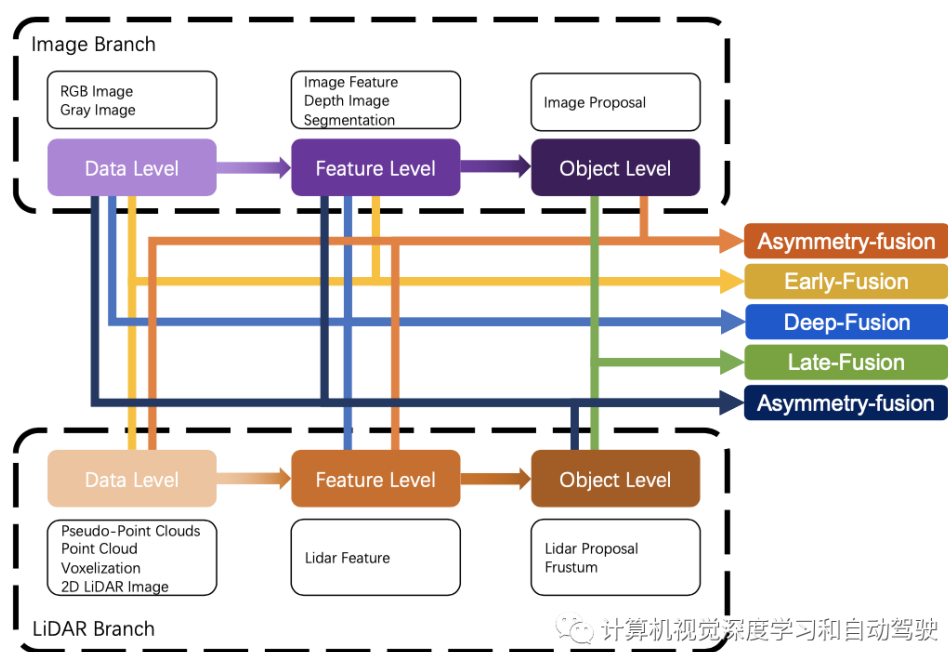 Image Branch
RGB Image
Gray Image
Image Feature
Depth Image
Segmentation
Image Proposal
Data Level
Feature Level
Object Level
Asymmetry-fusion
Early-Fusion
Deep-Fusion
Late-Fusion
Asymmetry-fusion
Data Level
Feature Level
Object Level
Pseudo-Point Clouds
Point Cloud
Voxelization
2D LiDAR Image
Lidar Feature
Lidar Proposal
Frustum
LiDAR Branch
计算机视觉深度学习和自动驾驶